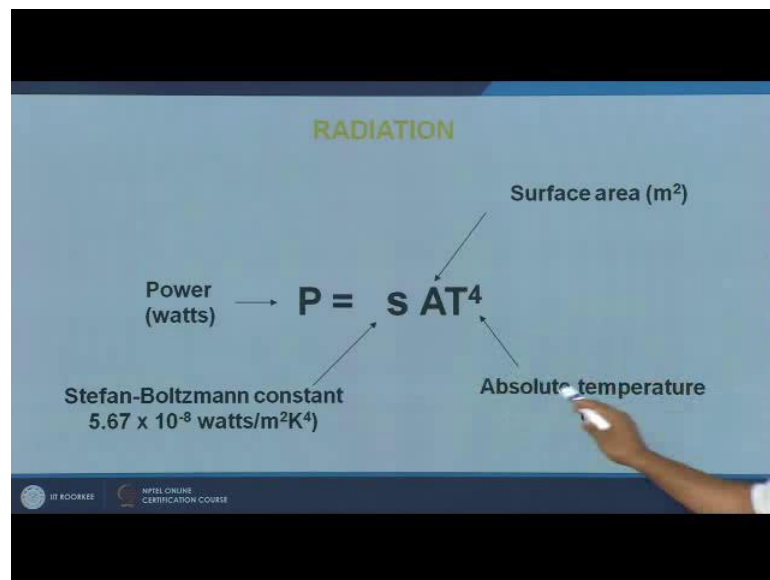 RADIATION
Surface area (m²)
Power
(watts)
P = s AT⁴
Stefan-Boltzmann constant
5.67 x 10⁻⁸ watts/m²K⁴)
Absolute temperature
IIT ROORKEE
NPTEL ONLINE
CERTIFICATION COURSE